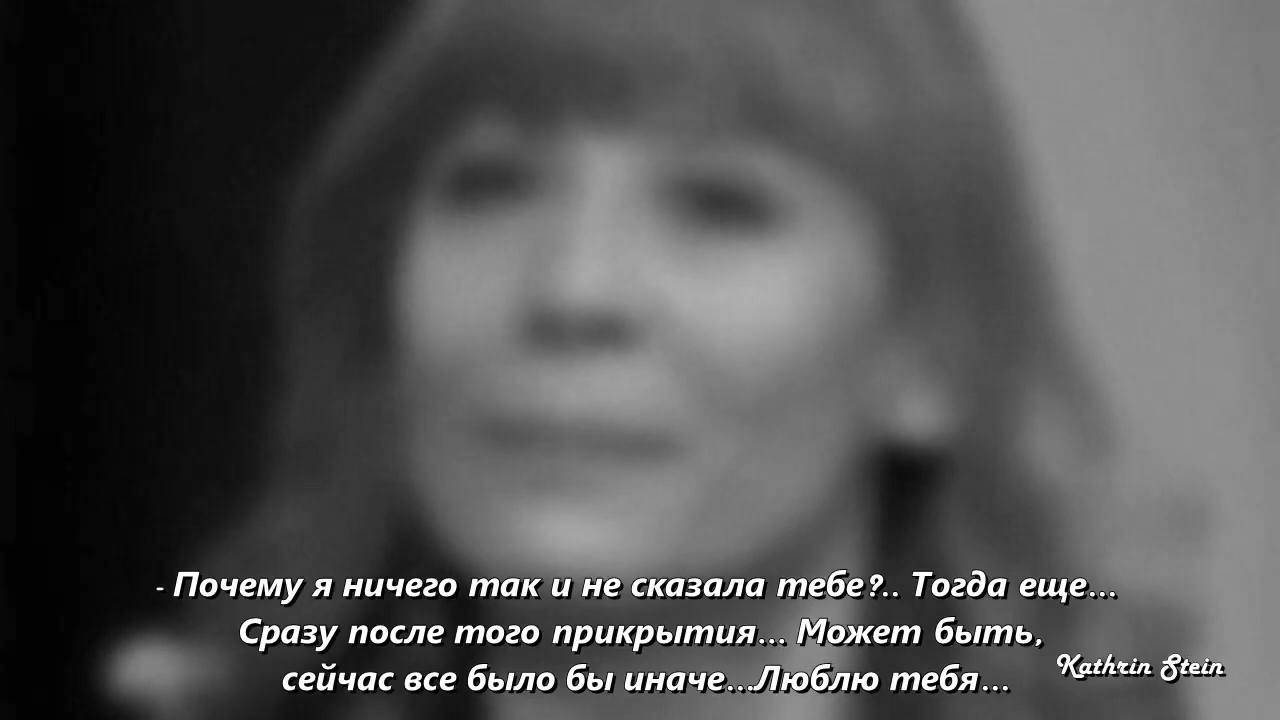 - Почему я ничего так и не сказала тебе?.. Тогда еще...
Сразу после того прикрытия... Может быть,
сейчас все было бы иначе...Люблю тебя...
Kathrin Stein